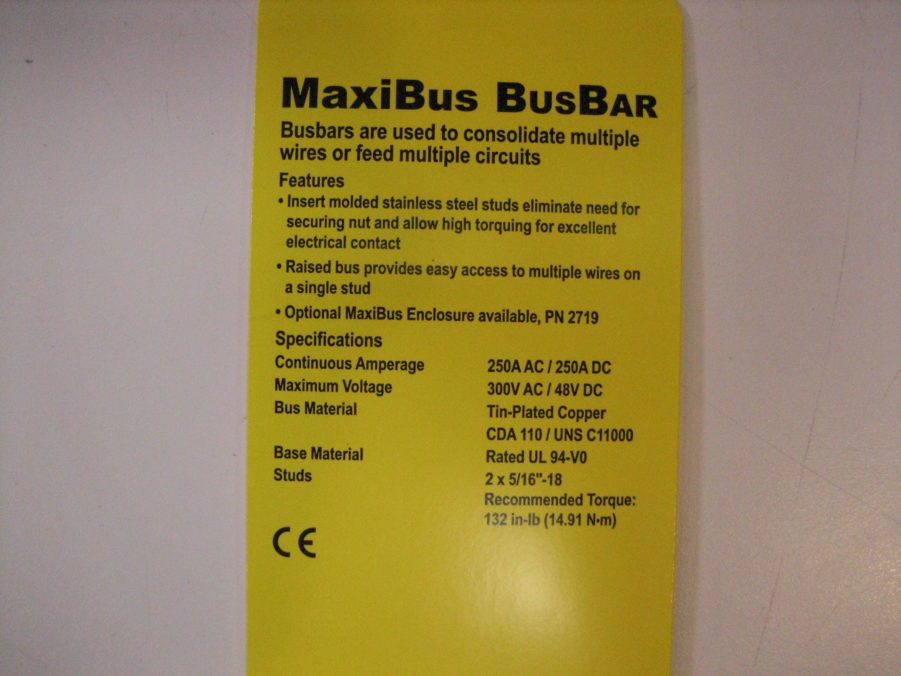 MaxiBus BusBar
Busbars are used to consolidate multiple
wires or feed multiple circuits
Features
• Insert molded stainless steel studs eliminate need for
securing nut and allow high torquing for excellent
electrical contact
• Raised bus provides easy access to multiple wires on
a single stud
• Optional MaxiBus Enclosure available, PN 2719
Specifications
Continuous Amperage 250A AC / 250A DC
Maximum Voltage 300V AC / 48V DC
Bus Material Tin-Plated Copper
CDA 110 / UNS C11000
Base Material Rated UL 94-V0
Studs 2 x 5/16"-18
Recommended Torque:
132 in-lb (14.91 N•m)
CE